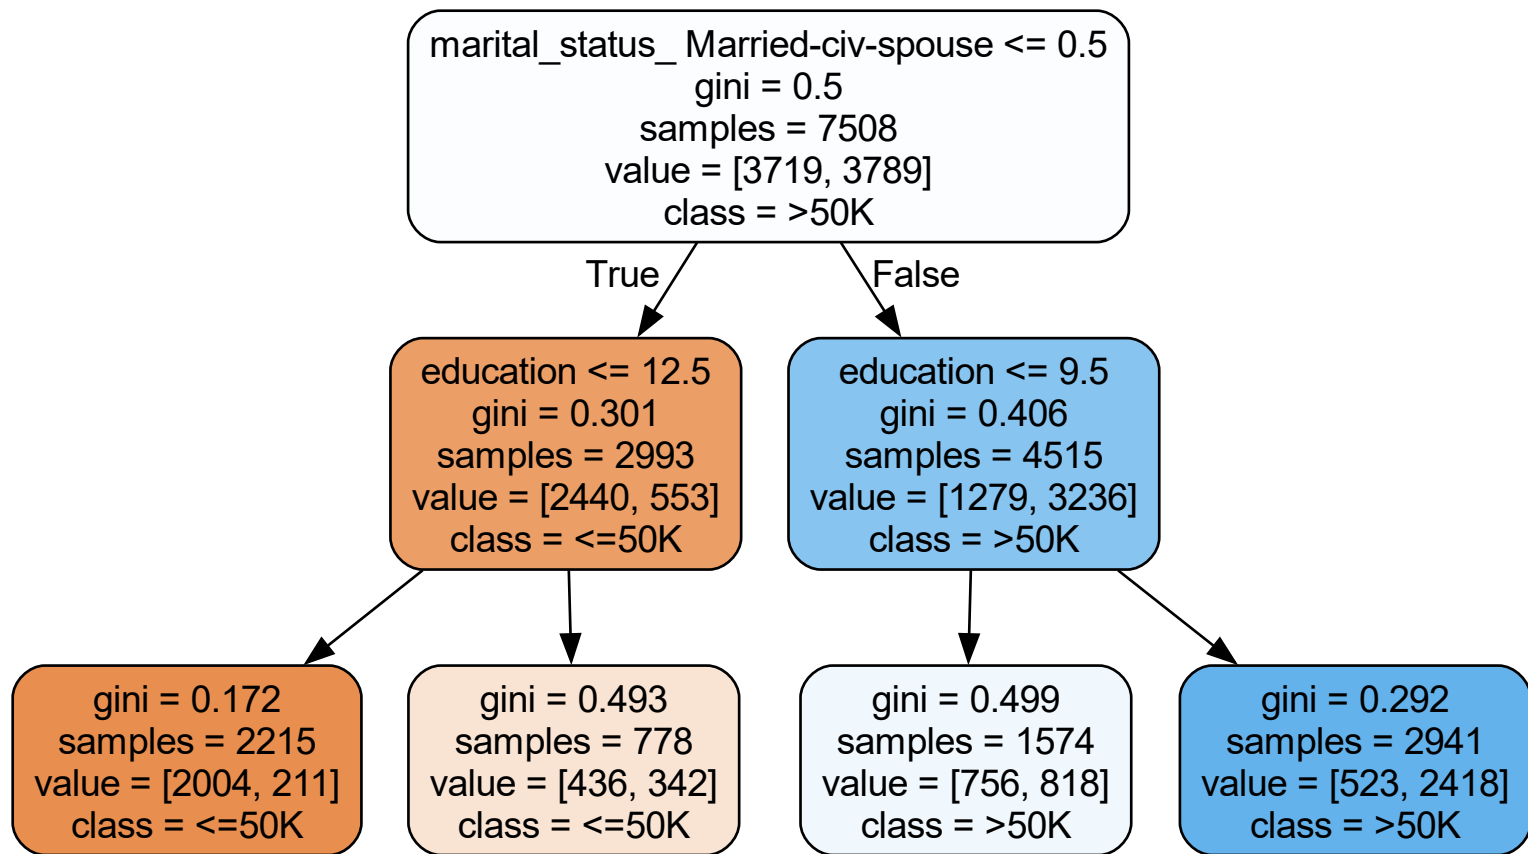 marital_status_ Married-civ-spouse <= 0.5
gini = 0.5
samples = 7508
value = [3719, 3789]
class = >50K
True
False
education <= 12.5
gini = 0.301
samples = 2993
value = [2440, 553]
class = <=50K
education <= 9.5
gini = 0.406
samples = 4515
value = [1279, 3236]
class = >50K
gini = 0.172
samples = 2215
value = [2004, 211]
class = <=50K
gini = 0.493
samples = 778
value = [436, 342]
class = <=50K
gini = 0.499
samples = 1574
value = [756, 818]
class = >50K
gini = 0.292
samples = 2941
value = [523, 2418]
class = >50K